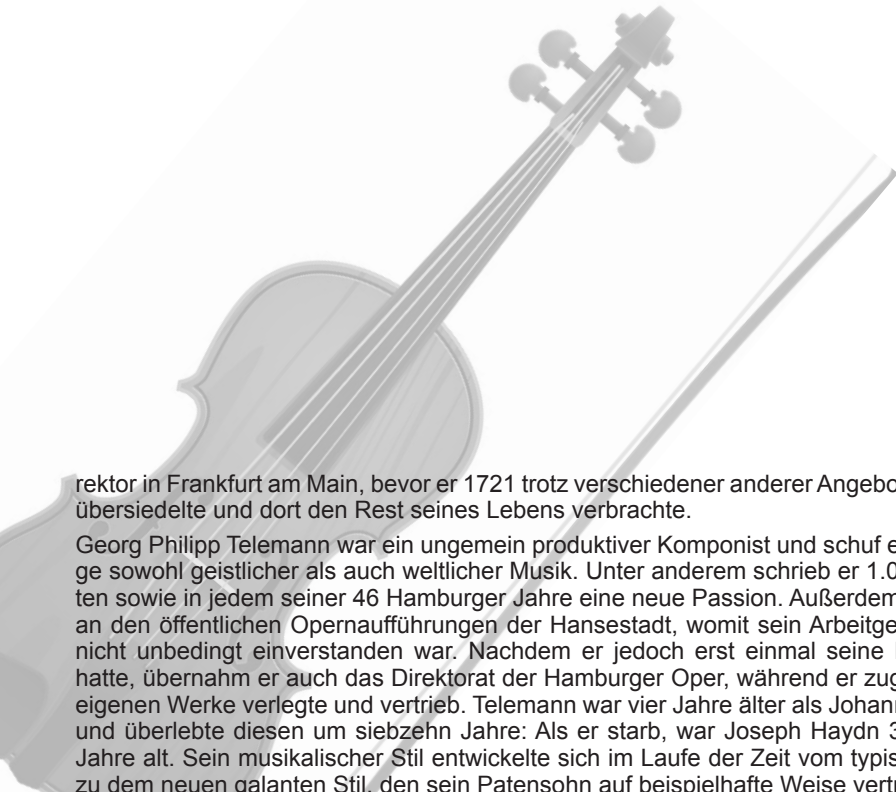 rektor in Frankfurt am Main, bevor er 1721 trotz verschiedener anderer
übersiedelte und dort den Rest seines Lebens verbrachte.
Georg Philipp Telemann war ein ungemein produktiver Komponist und schuf
ge sowohl geistlicher als auch weltlicher Musik. Unter anderem schrieb er
ten sowie in jedem seiner 46 Hamburger Jahre eine neue Passion. Außerdem
an den öffentlichen Opernaufführungen der Hansestadt, womit sein
nicht unbedingt einverstanden war. Nachdem er jedoch erst einmal seine
hatte, übernahm er auch das Direktorat der Hamburger Oper, während er
eigenen Werke verlegte und vertrieb. Telemann war vier Jahre älter als
und überlebte diesen um siebzehn Jahre: Als er starb, war Joseph Haydn
Jahre alt. Sein musikalischer Stil entwickelte sich im Laufe der Zeit vom
zu dem neuen galanten Stil, den sein Patensohn auf beispielhafte Weise